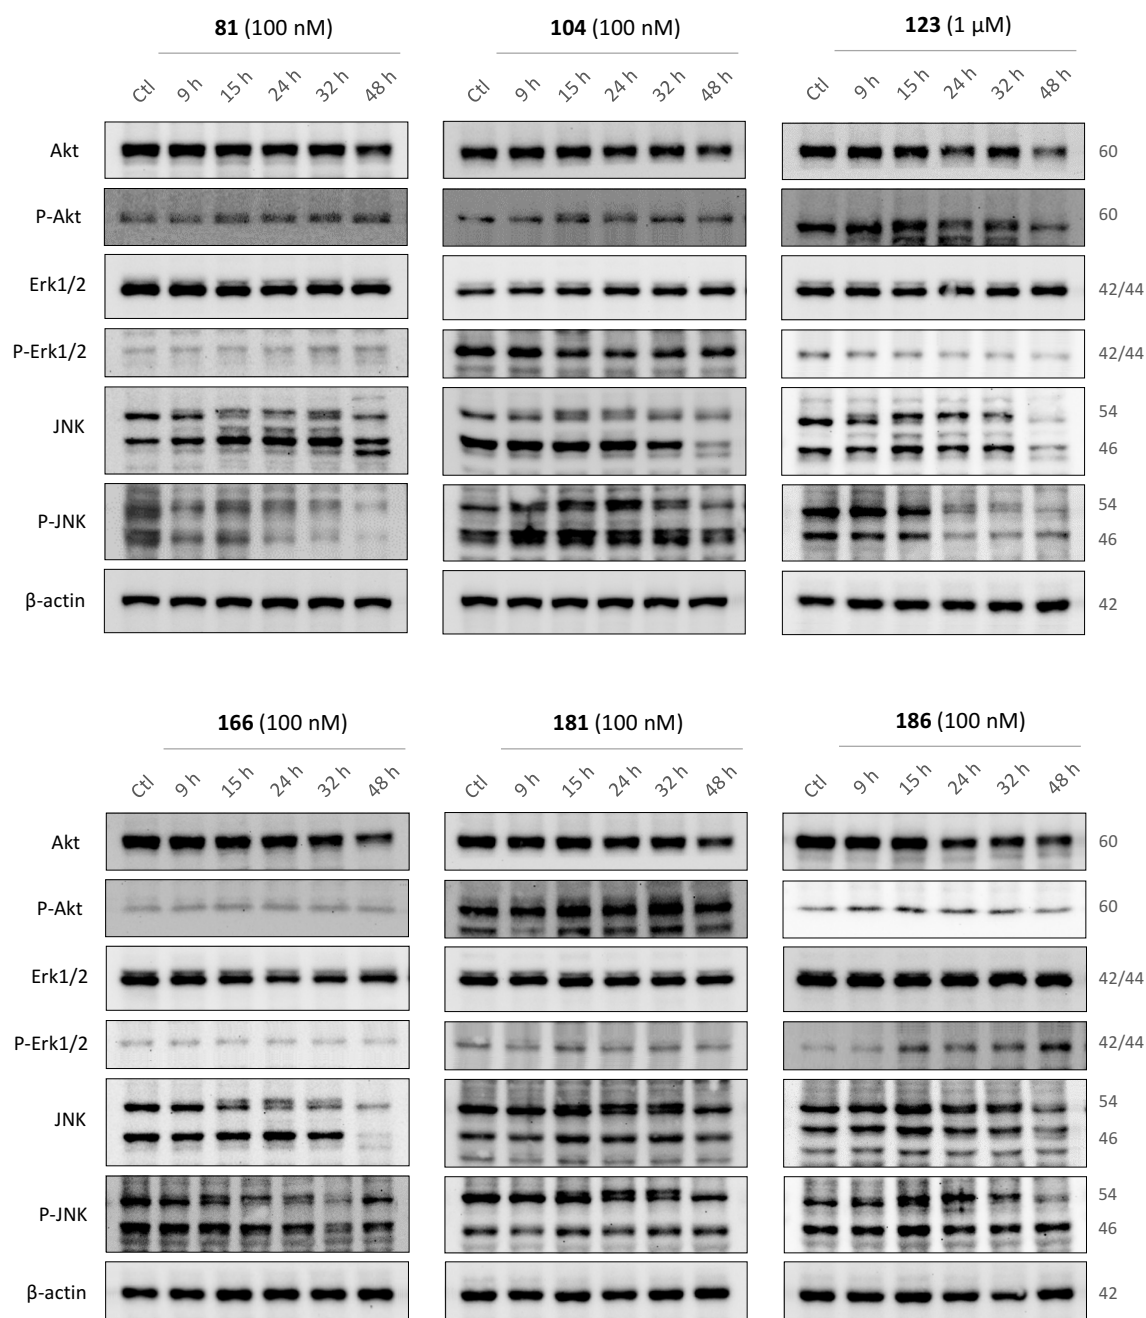 81 (100 nM) 104 (100 nM) 123 (1 µM)
Ctl 9 h 15 h 24 h 32 h 48 h Ctl 9 h 15 h 24 h 32 h 48 h Ctl 9 h 15 h 24 h 32 h 48 h
Akt 60
P-Akt 60
Erk1/2 42/44
P-Erk1/2 42/44
54
JNK
46
54
P-JNK
46
β-actin 42
166 (100 nM) 181 (100 nM) 186 (100 nM)
Ctl 9 h 15 h 24 h 32 h 48 h Ctl 9 h 15 h 24 h 32 h 48 h Ctl 9 h 15 h 24 h 32 h 48 h
Akt 60
P-Akt 60
Erk1/2 42/44
P-Erk1/2 42/44
54
JNK
46
54
P-JNK
46
β-actin 42